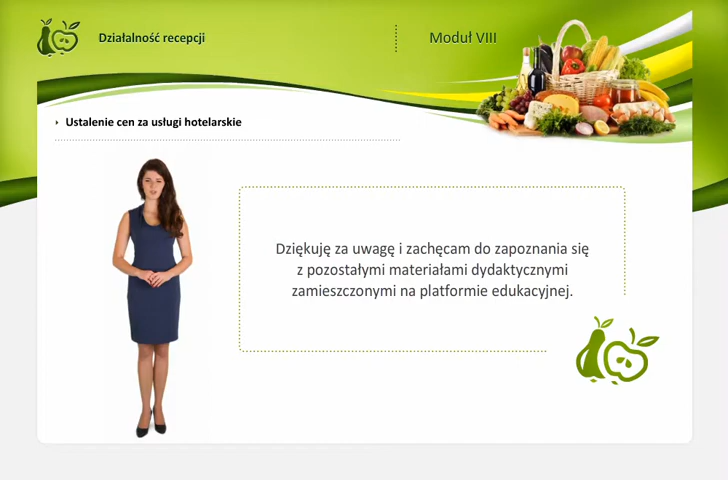 Działalność recepcji
Moduł VIII
Ustalenie cen za usługi hotelarskie
Dziękuję za uwagę i zachęcam do zapoznania się
z pozostałymi materiałami dydaktycznymi
zamieszczonymi na platformie edukacyjnej.